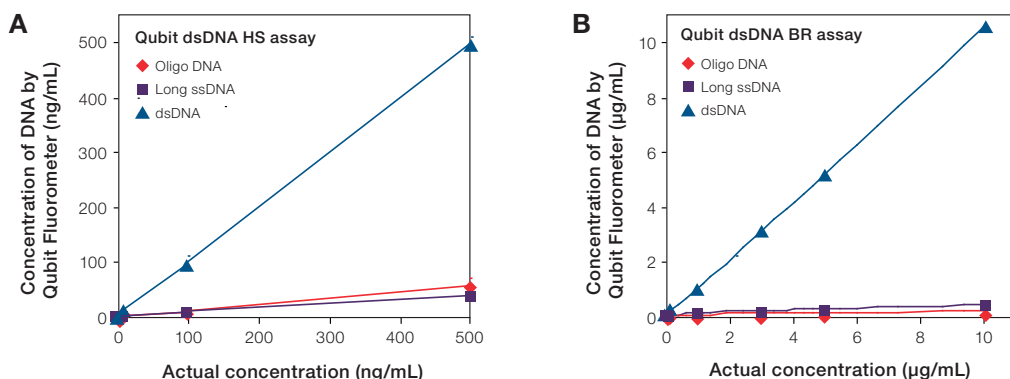 A
Qubit dsDNA HS assay
Oligo DNA
Long ssDNA
dsDNA
Concentration of DNA by
Qubit Fluorometer (ng/mL)
500
400
300
200
100
0
0 100 200 300 400 500
Actual concentration (ng/mL)
B
Qubit dsDNA BR assay
Oligo DNA
Long ssDNA
dsDNA
Concentration of DNA by
Qubit Fluorometer (µg/mL)
10
8
6
4
2
0
0 2 4 6 8 10
Actual concentration (µg/mL)